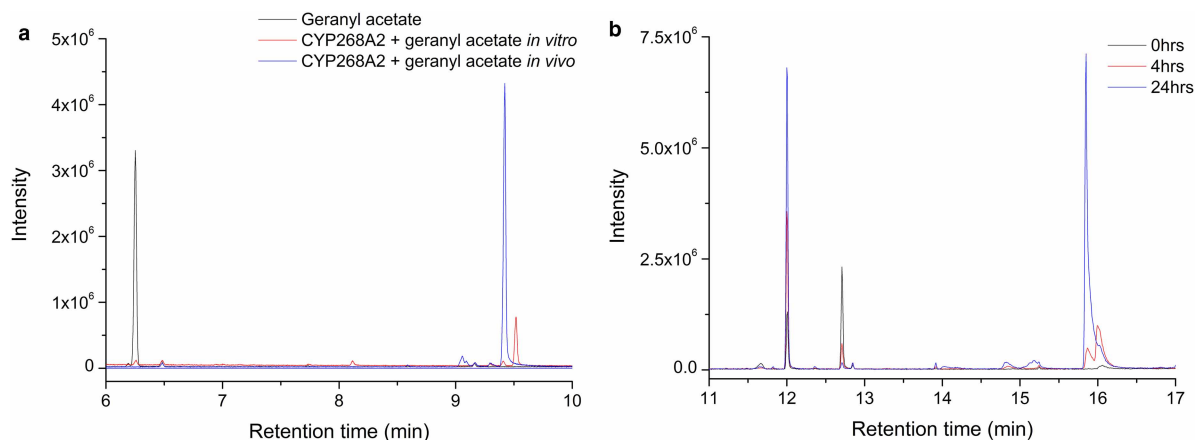 a
Geranyl acetate
CYP268A2 + geranyl acetate in vitro
CYP268A2 + geranyl acetate in vivo
5x10⁶
4x10⁶
3x10⁶
2x10⁶
1x10⁶
0
Intensity
6 7 8 9 10
Retention time (min)
b
0hrs
4hrs
24hrs
7.5x10⁶
5.0x10⁶
2.5x10⁶
0.0
Intensity
11 12 13 14 15 16 17
Retention time (min)